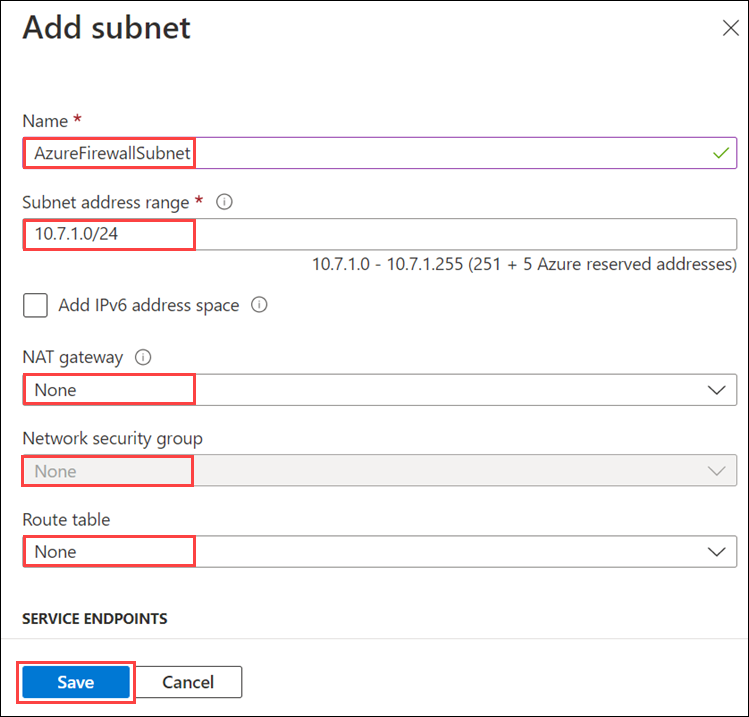 Add subnet
Name *
AzureFirewallSubnet
Subnet address range *
10.7.1.0/24
10.7.1.0 - 10.7.1.255 (251 + 5 Azure reserved addresses)
Add IPv6 address space
NAT gateway
None
Network security group
None
Route table
None
SERVICE ENDPOINTS
Save Cancel